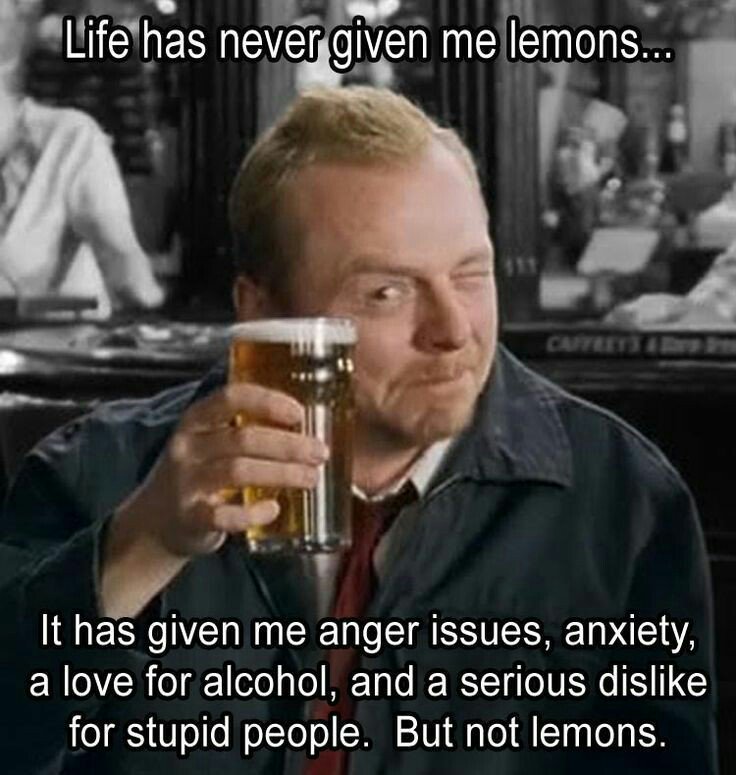 Life has never given me lemons...
CAFFREY'S
It has given me anger issues, anxiety,
a love for alcohol, and a serious dislike
for stupid people.  But not lemons.